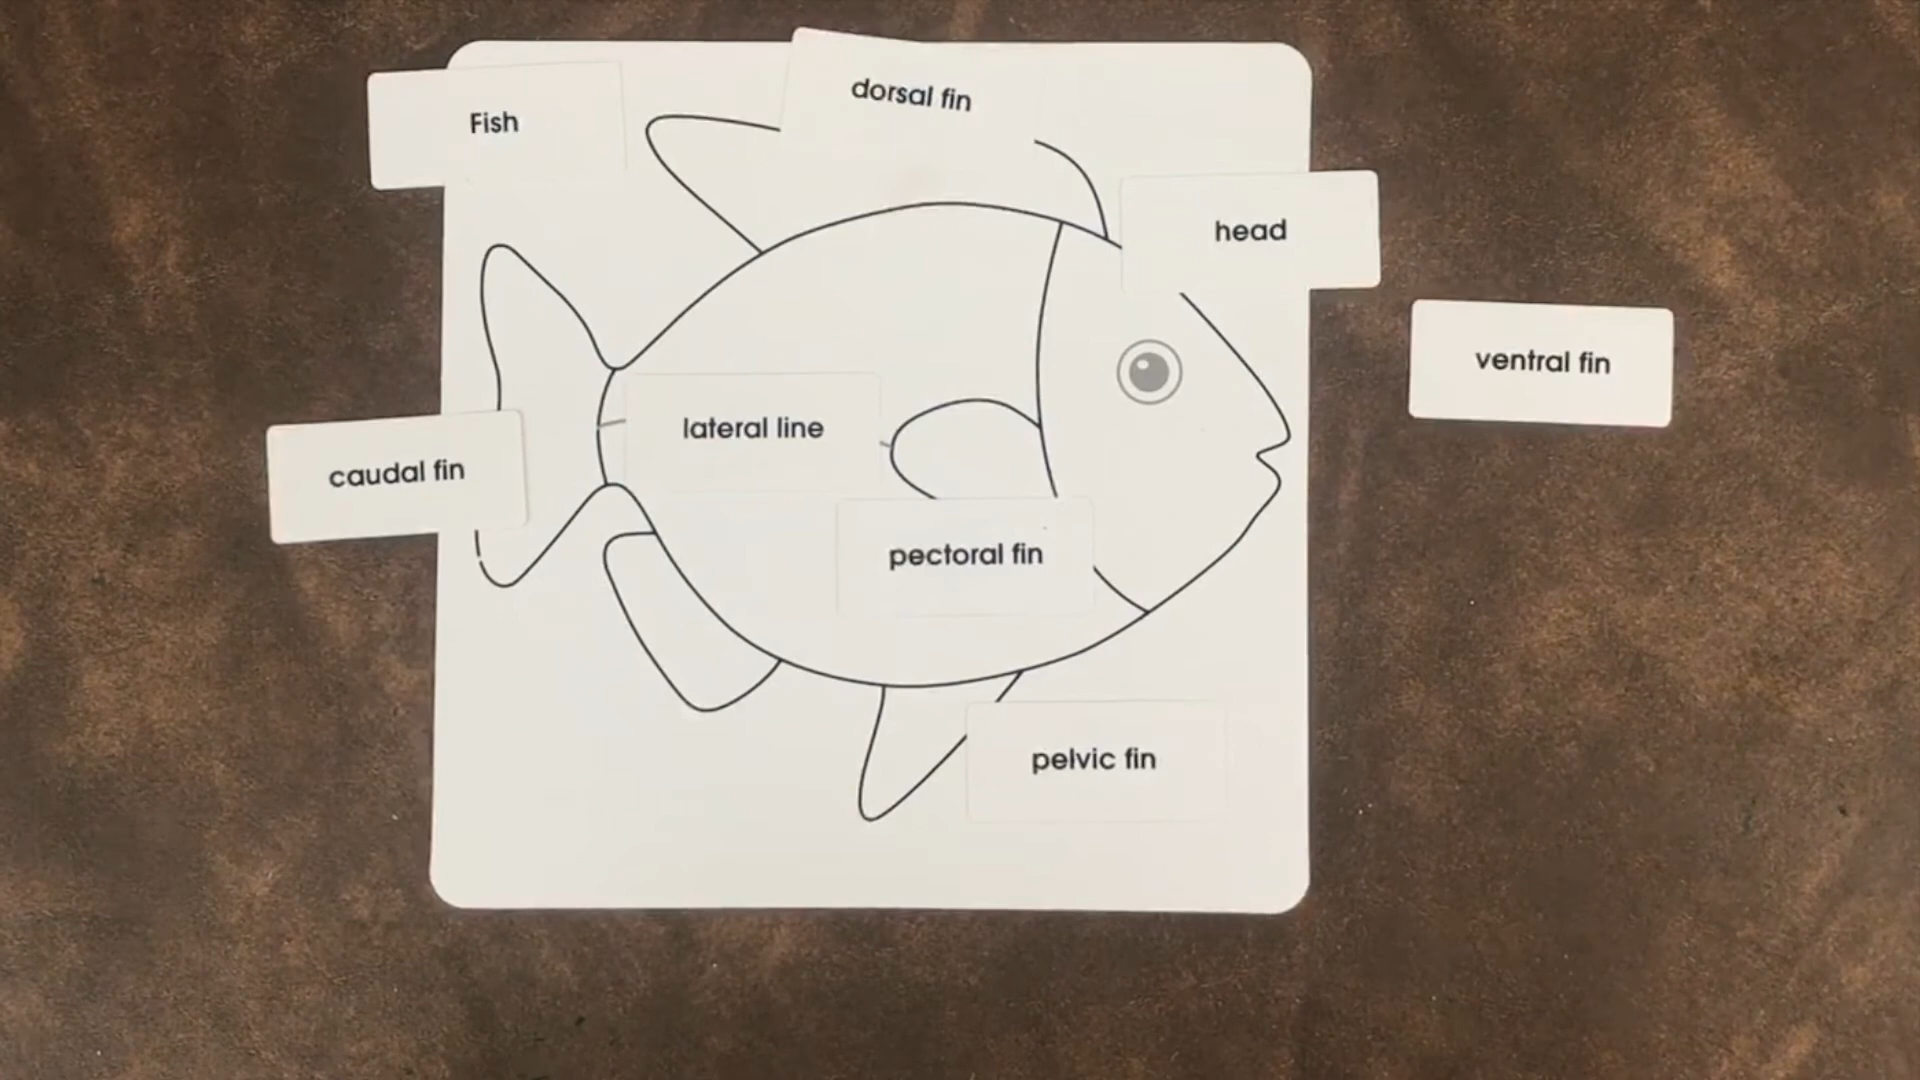 Fish
dorsal fin
head
ventral fin
lateral line
caudal fin
pectoral fin
pelvic fin